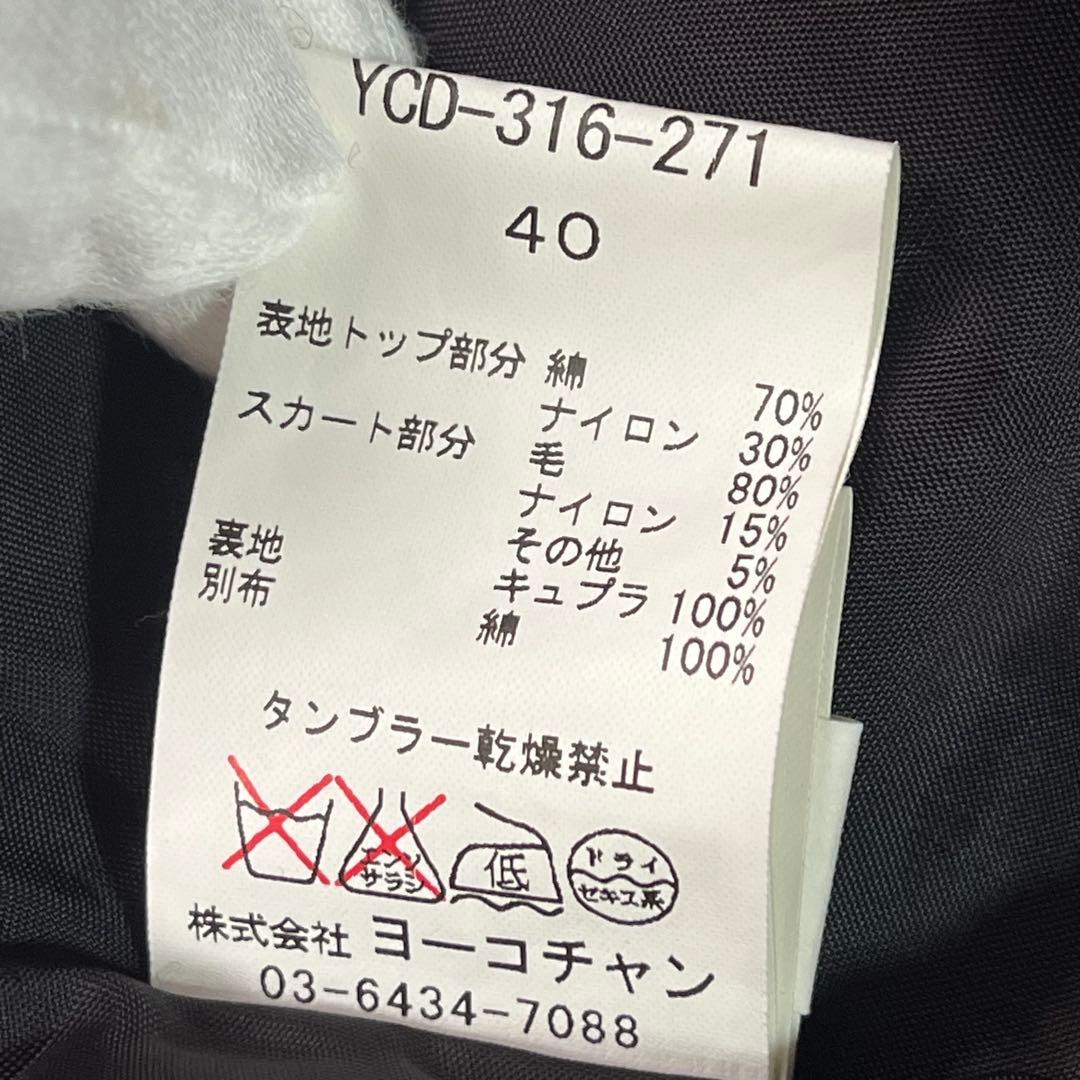 YCD-316-271
40
表地トップ部分 綿 70%
ナイロン 30%
スカート部分 毛 80%
ナイロン 15%
その他 5%
裏地 キュプラ 100%
別布 綿 100%
タンブラー乾燥禁止
エンソ
サラシ
低
ドライ
セキユ系
株式会社 ヨーコチャン
03-6434-7088